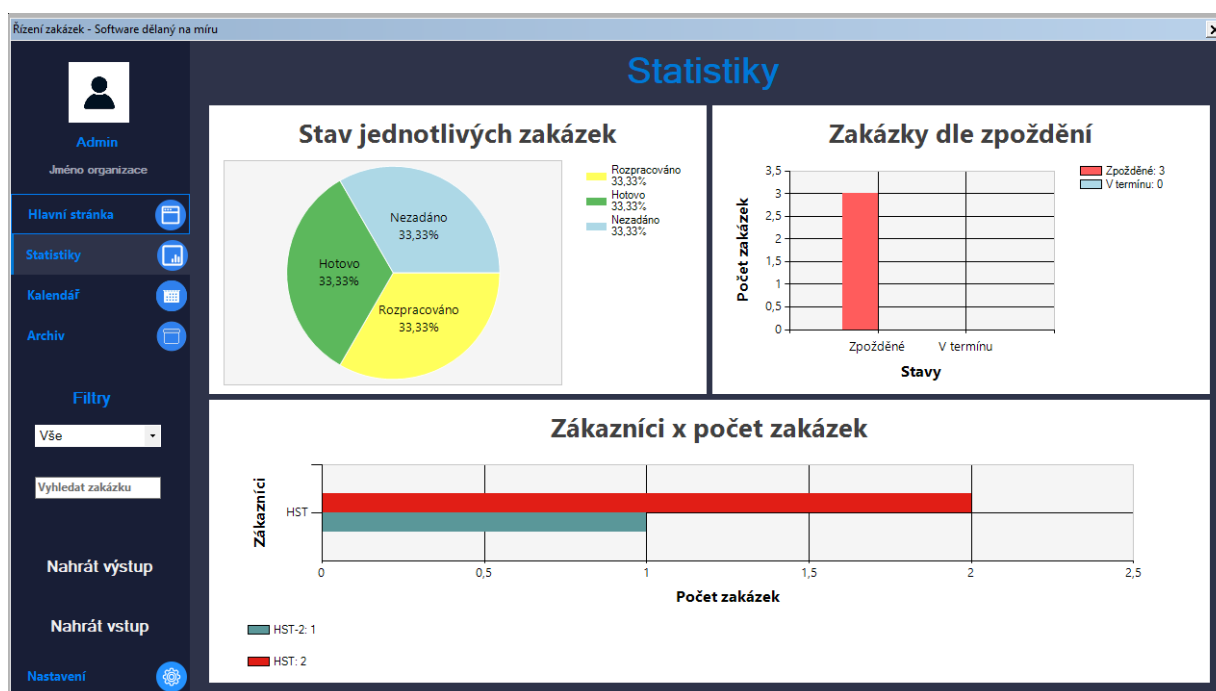 Řízení zakázek - Software dělaný na míru
Admin
Jméno organizace
Hlavní stránka
Statistiky
Kalendář
Archiv
Filtry
Vše
Vyhledat zakázku
Nahrát výstup
Nahrát vstup
Nastavení
Statistiky
Stav jednotlivých zakázek
Nezadáno
33,33%
Hotovo
33,33%
Rozpracováno
33,33%
Rozpracováno
33,33%
Hotovo
33,33%
Nezadáno
33,33%
Zakázky dle zpoždění
Počet zakázek
3,5
3
2,5
2
1,5
1
0,5
0
Zpožděné V termínu
Stavy
Zpožděné: 3
V termínu: 0
Zákazníci x počet zakázek
Zákazníci
HST
0 0,5 1 1,5 2 2,5
Počet zakázek
HST-2: 1
HST: 2